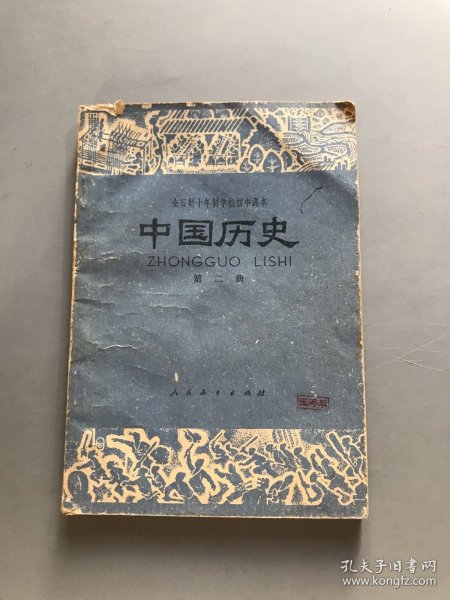 全日制十年制学校初中课本
中国历史
ZHONGGUO LISHI
第二册
人民教育出版社
孔夫子旧书网
www.kongfz.com